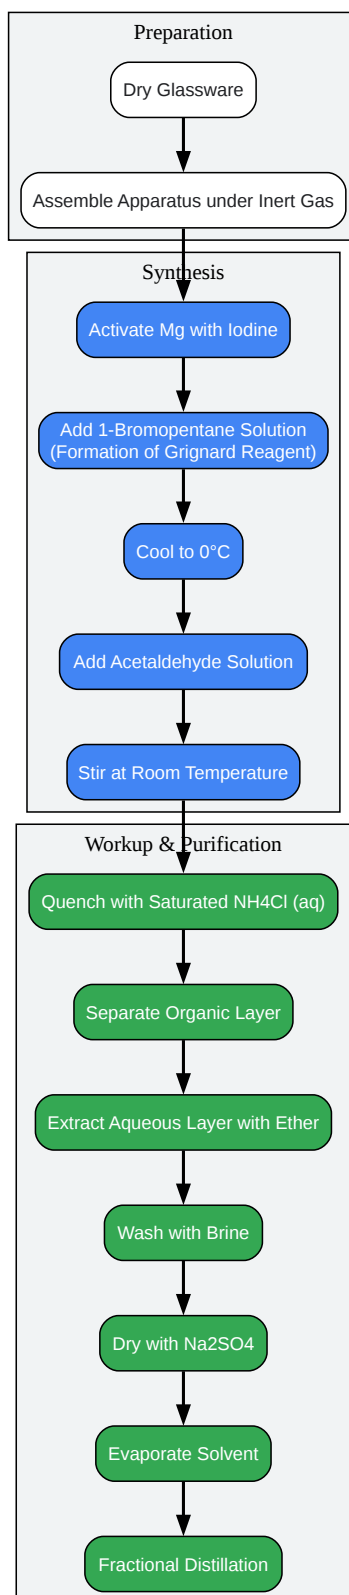 Preparation
Dry Glassware
Assemble Apparatus under Inert Gas
Synthesis
Activate Mg with Iodine
Add 1-Bromopentane Solution
(Formation of Grignard Reagent)
Cool to 0°C
Add Acetaldehyde Solution
Stir at Room Temperature
Workup & Purification
Quench with Saturated NH4Cl (aq)
Separate Organic Layer
Extract Aqueous Layer with Ether
Wash with Brine
Dry with Na2SO4
Evaporate Solvent
Fractional Distillation